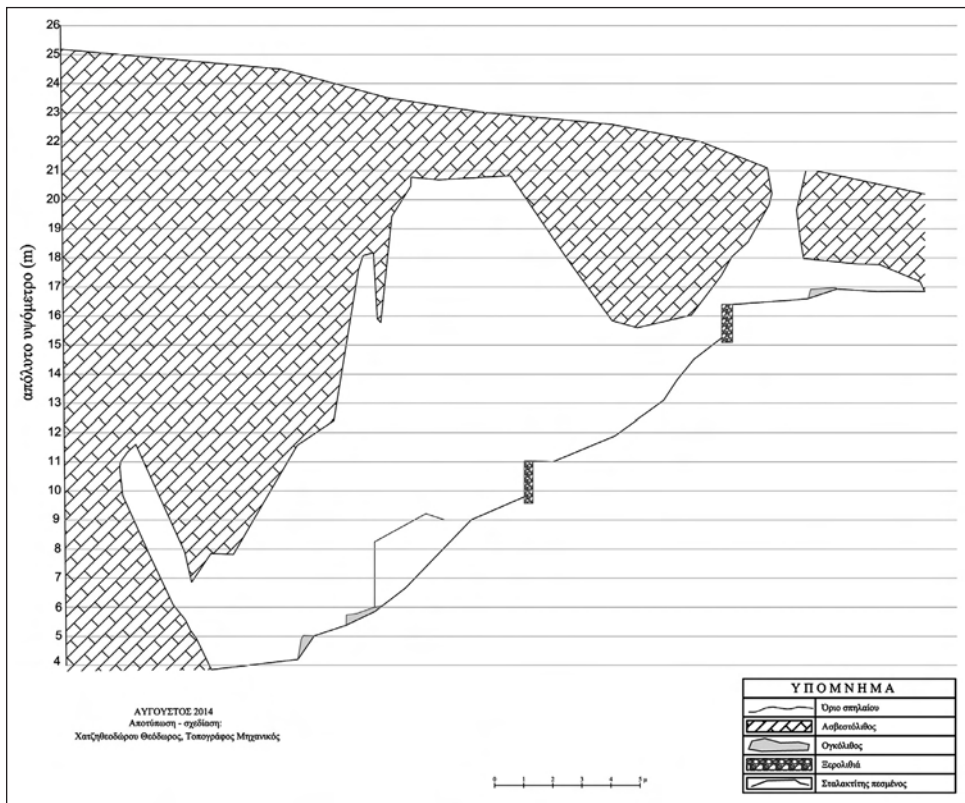 απόλυτο υψόμετρο (m)
26
25
24
23
22
21
20
19
18
17
16
15
14
13
12
11
10
9
8
7
6
5
4
ΑΥΓΟΥΣΤΟΣ 2014
Αποτύπωση - σχεδίαση:
Χατζηθεοδώρου Θεόδωρος, Τοπογράφος Μηχανικός
0 1 2 3 4 5 μ
ΥΠΟΜΝΗΜΑ
Όριο σπηλαίου
Ασβεστόλιθος
Ογκόλιθος
Ξερολιθιά
Σταλακτίτης πεσμένος